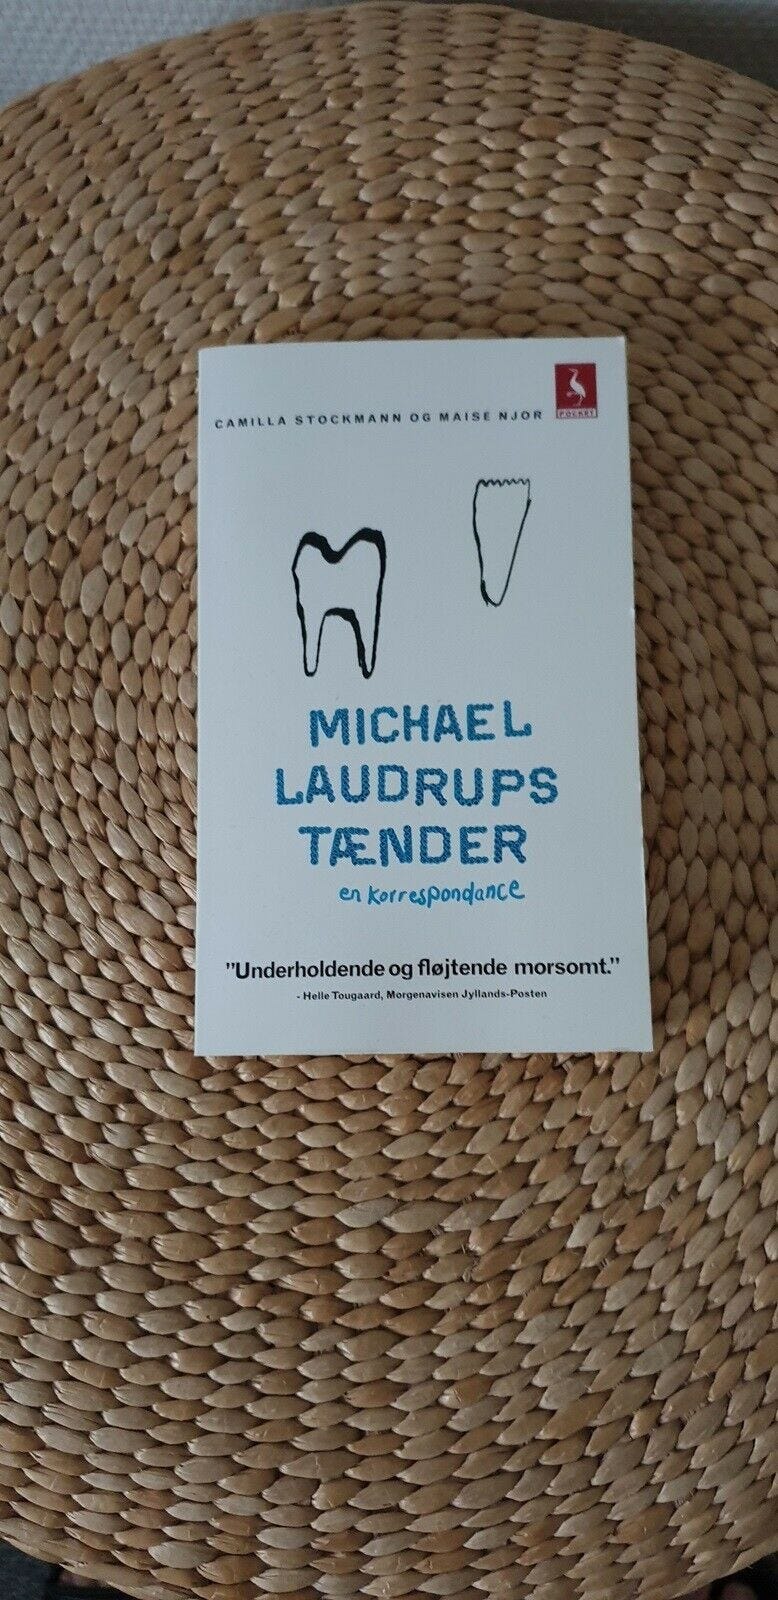 CAMILLA STOCKMANN OG MAISE NJOR
POCKET
MICHAEL
LAUDRUPS
TÆNDER
en korrespondance
"Underholdende og fløjtende morsomt."
- Helle Tougaard, Morgenavisen Jyllands-Posten